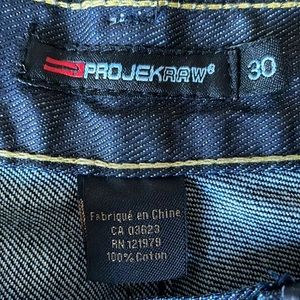 PROJEKRAW®
30
Fabriqué en Chine
CA 03623
RN 121979
100% Coton